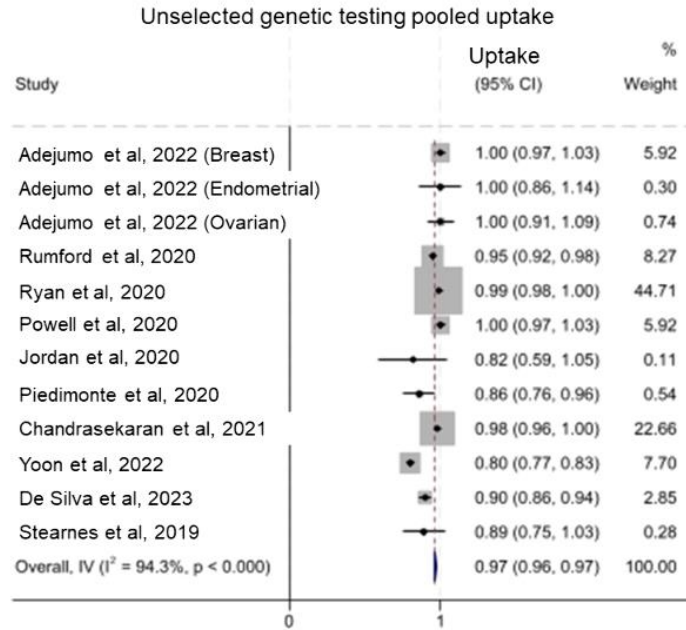 Unselected genetic testing pooled uptake
Uptake %
Study (95% CI) Weight
Adejumo et al, 2022 (Breast) 1.00 (0.97, 1.03) 5.92
Adejumo et al, 2022 (Endometrial) 1.00 (0.86, 1.14) 0.30
Adejumo et al, 2022 (Ovarian) 1.00 (0.91, 1.09) 0.74
Rumford et al, 2020 0.95 (0.92, 0.98) 8.27
Ryan et al, 2020 0.99 (0.98, 1.00) 44.71
Powell et al, 2020 1.00 (0.97, 1.03) 5.92
Jordan et al, 2020 0.82 (0.59, 1.05) 0.11
Piedimonte et al, 2020 0.86 (0.76, 0.96) 0.54
Chandrasekaran et al, 2021 0.98 (0.96, 1.00) 22.66
Yoon et al, 2022 0.80 (0.77, 0.83) 7.70
De Silva et al, 2023 0.90 (0.86, 0.94) 2.85
Stearnes et al, 2019 0.89 (0.75, 1.03) 0.28
Overall, IV (I² = 94.3%, p < 0.000) 0.97 (0.96, 0.97) 100.00
0 1